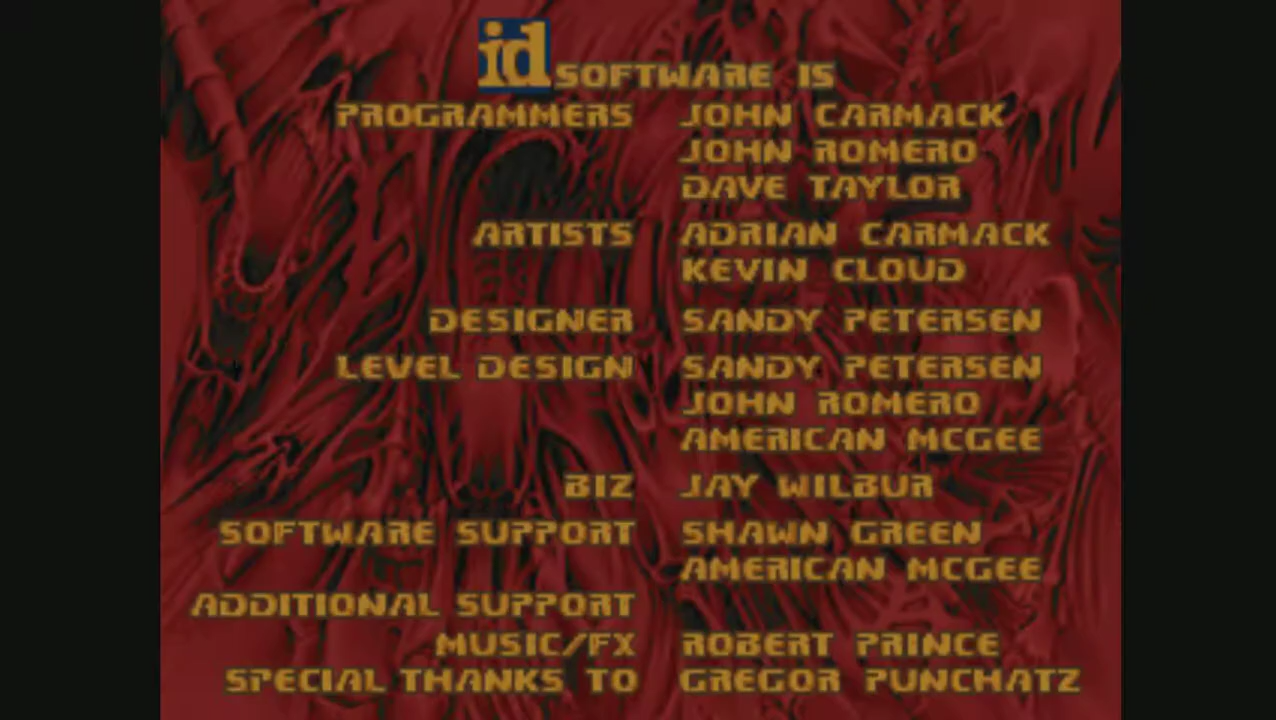 id SOFTWARE IS
PROGRAMMERS JOHN CARMACK
JOHN ROMERO
DAVE TAYLOR
ARTISTS ADRIAN CARMACK
KEVIN CLOUD
DESIGNER SANDY PETERSEN
LEVEL DESIGN SANDY PETERSEN
JOHN ROMERO
AMERICAN MCGEE
BIZ JAY WILBUR
SOFTWARE SUPPORT SHAWN GREEN
AMERICAN MCGEE
ADDITIONAL SUPPORT
MUSIC/FX ROBERT PRINCE
SPECIAL THANKS TO GREGOR PUNCHATZ